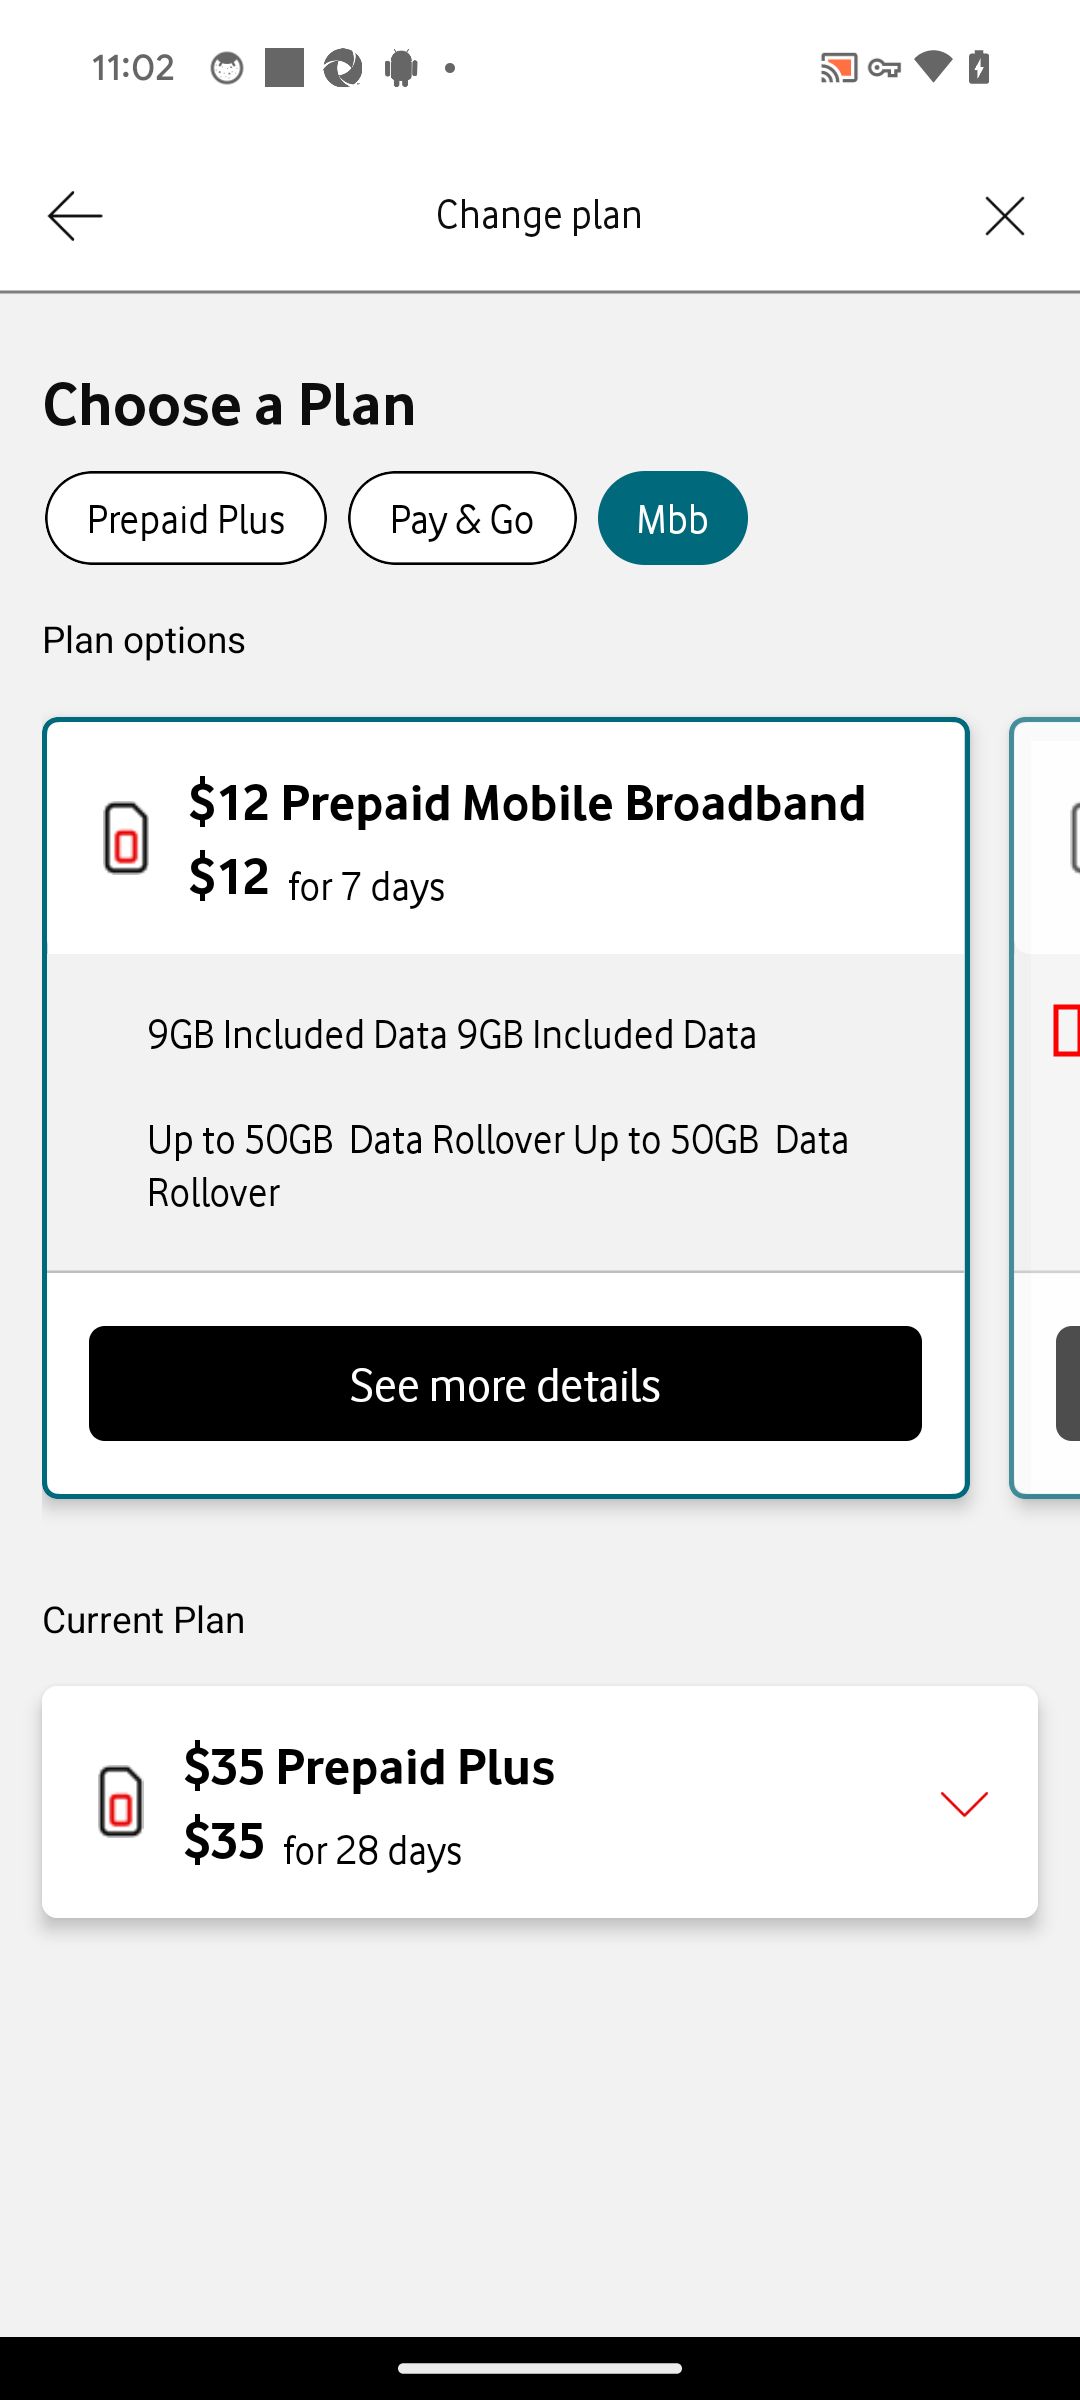 11:02
Change plan
Choose a Plan
Prepaid Plus
Pay & Go
Mbb
Plan options
$12 Prepaid Mobile Broadband
$12 for 7 days
9GB Included Data 9GB Included Data
Up to 50GB  Data Rollover Up to 50GB  Data
Rollover
See more details
Current Plan
$35 Prepaid Plus
$35 for 28 days